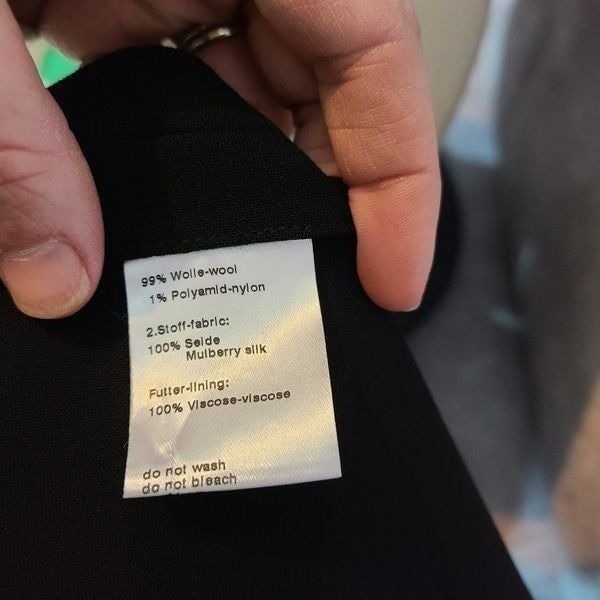 99% Wolle-wool
1% Polyamid-nylon
2.Stoff-fabric:
100% Seide
Mulberry silk
Futter-lining:
100% Viscose-viscose
do not wash
do not bleach